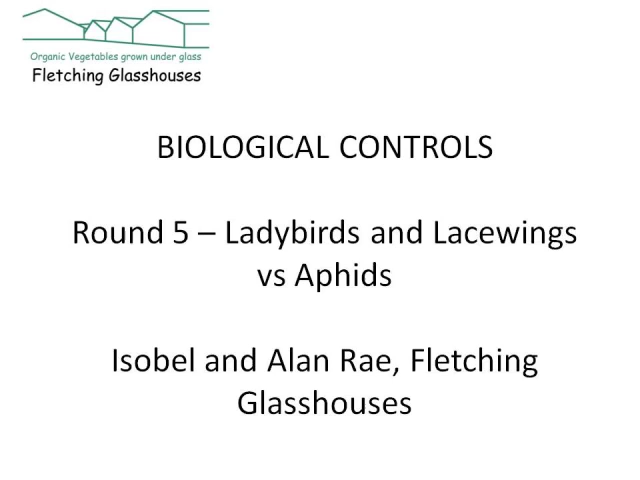 Organic Vegetables grown under glass
Fletching Glasshouses
BIOLOGICAL CONTROLS
Round 5 – Ladybirds and Lacewings
vs Aphids
Isobel and Alan Rae, Fletching
Glasshouses